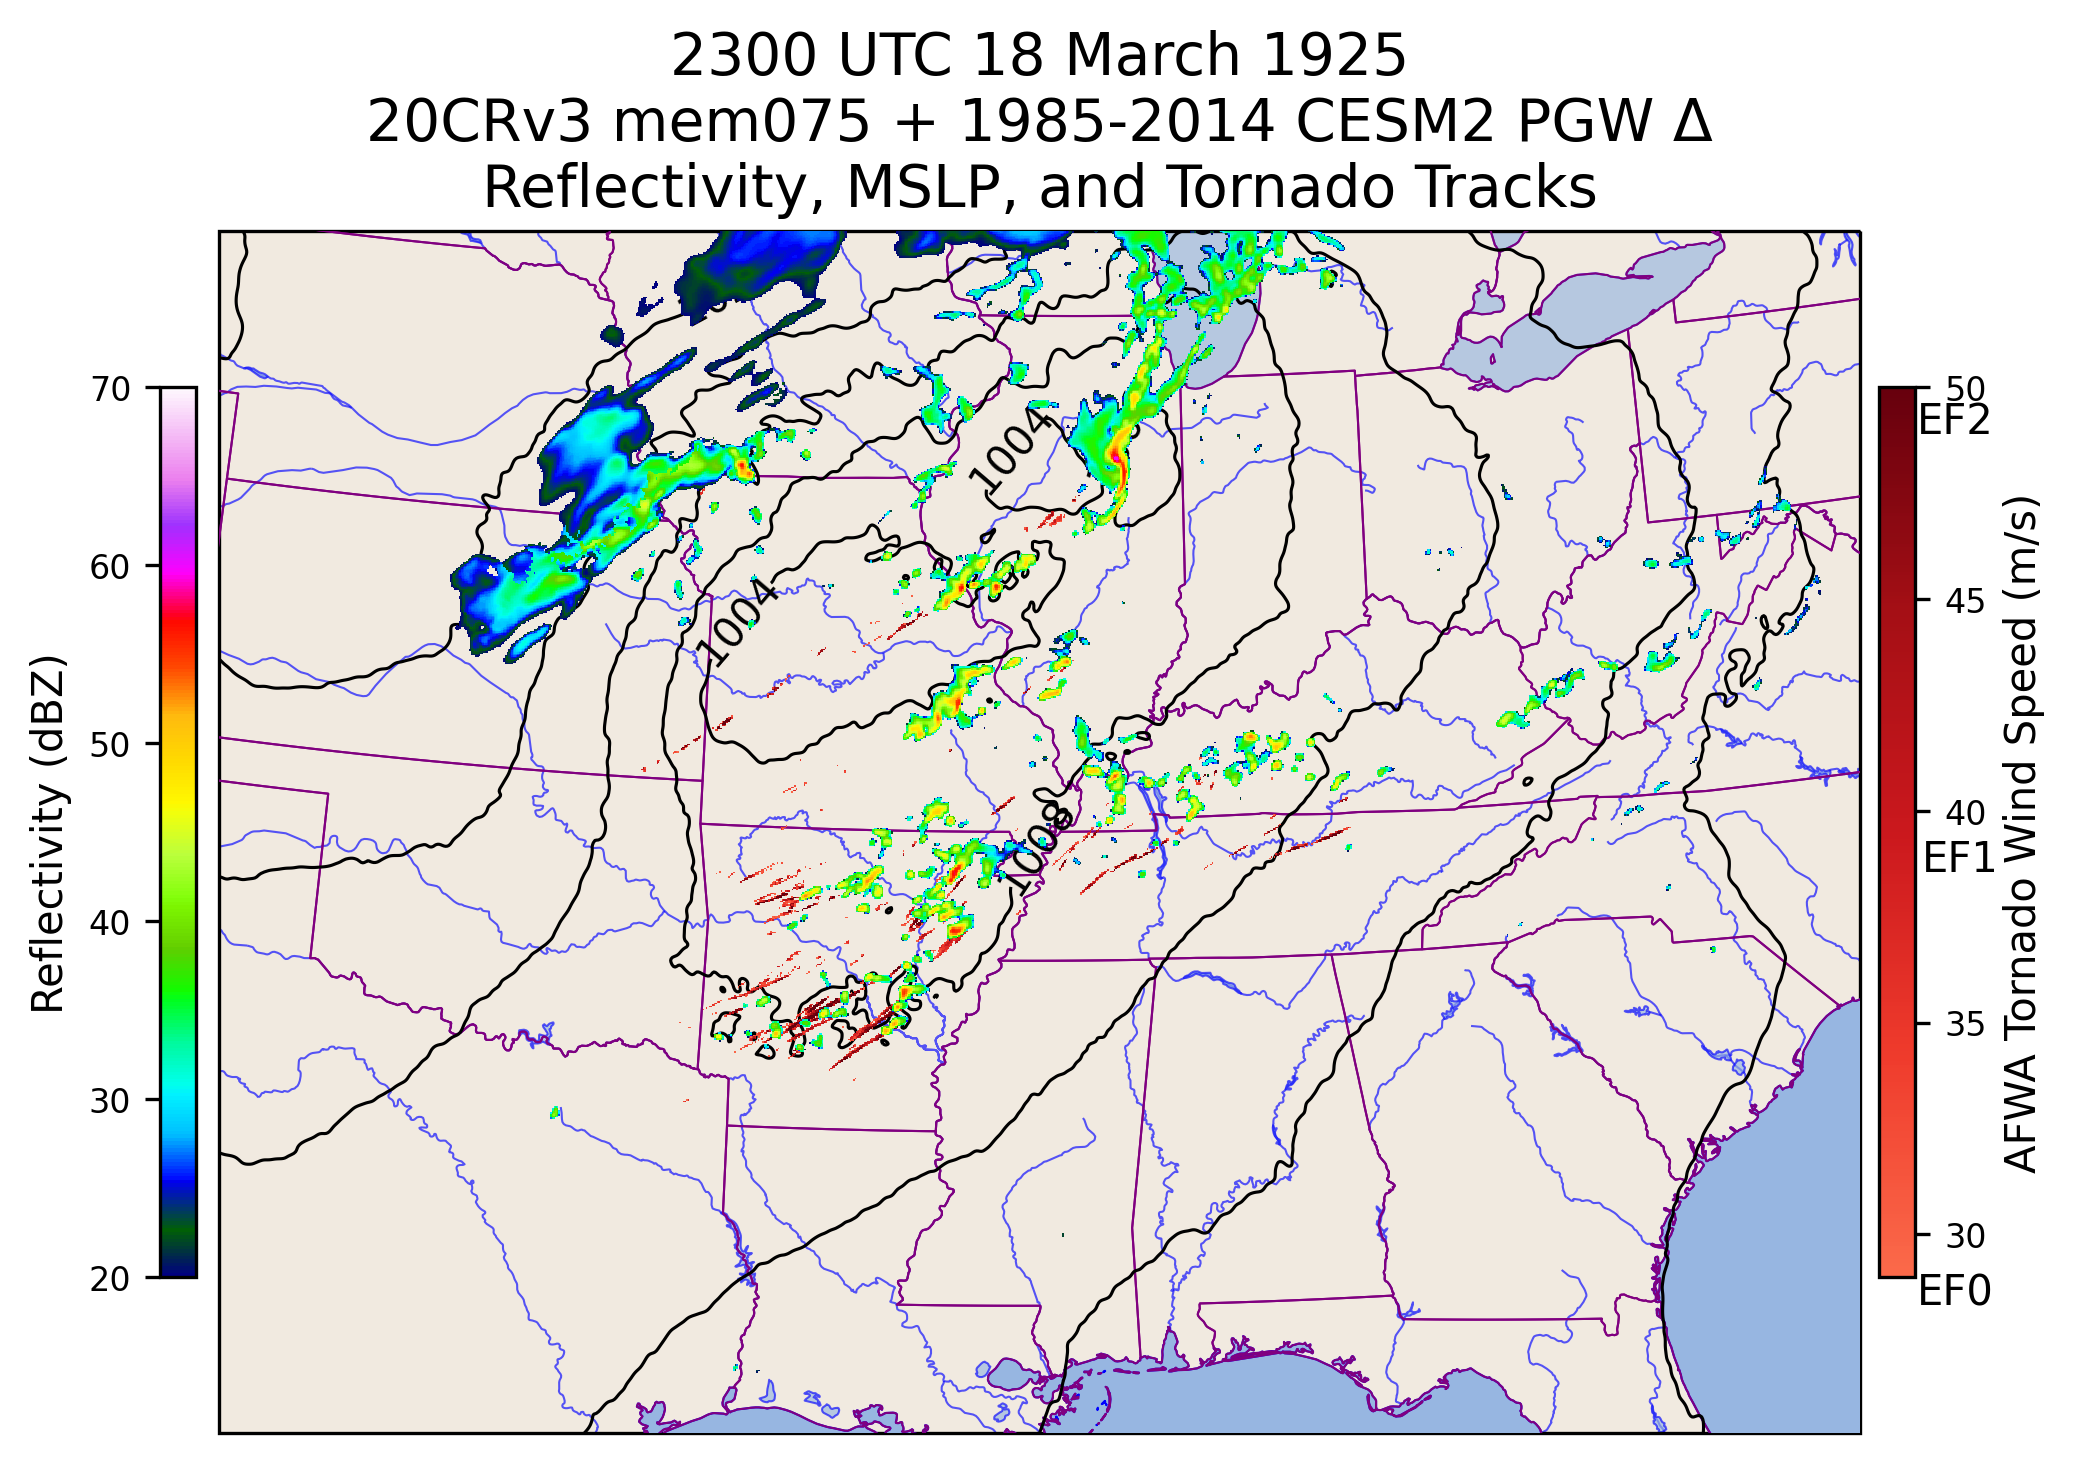 2300 UTC 18 March 1925
20CRv3 mem075 + 1985-2014 CESM2 PGW Δ
Reflectivity, MSLP, and Tornado Tracks
70
60
50
40
30
20
Reflectivity (dBZ)
1004
1004
1008
50
EF2
45
40
EF1
35
30
EF0
AFWA Tornado Wind Speed (m/s)